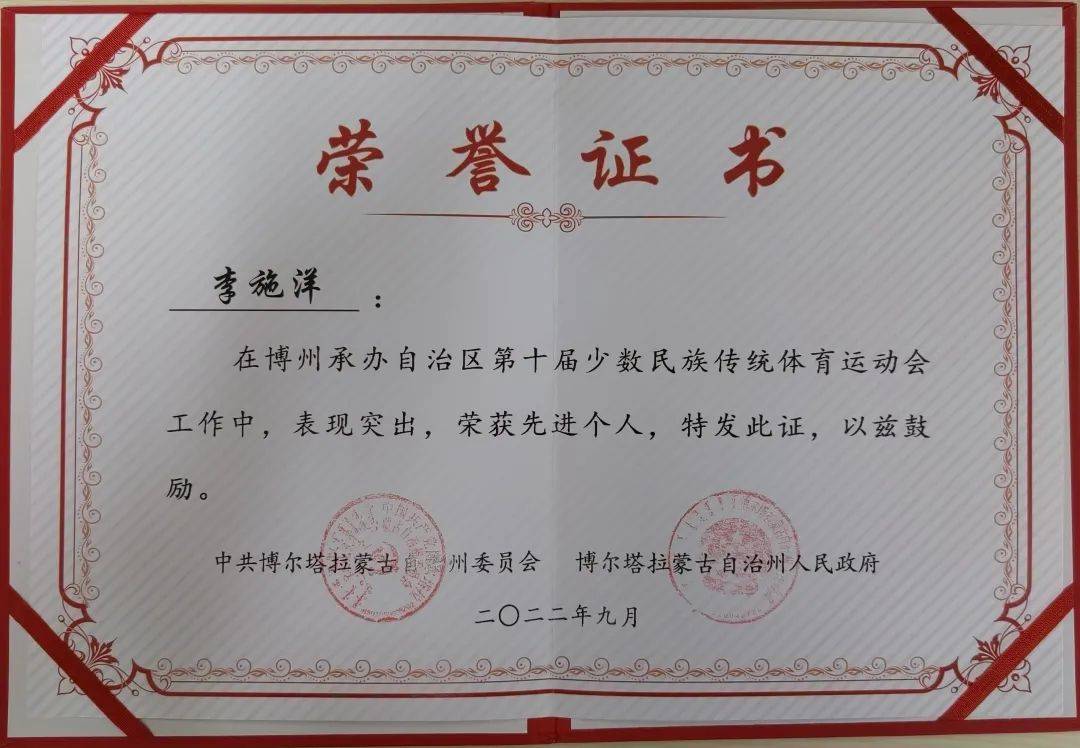 荣誉证书
李施洋：
在博州承办自治区第十届少数民族传统体育运动会
工作中，表现突出，荣获先进个人，特发此证，以兹鼓
励。
中共博尔塔拉蒙古自治州委员会 博尔塔拉蒙古自治州人民政府
二〇二二年九月